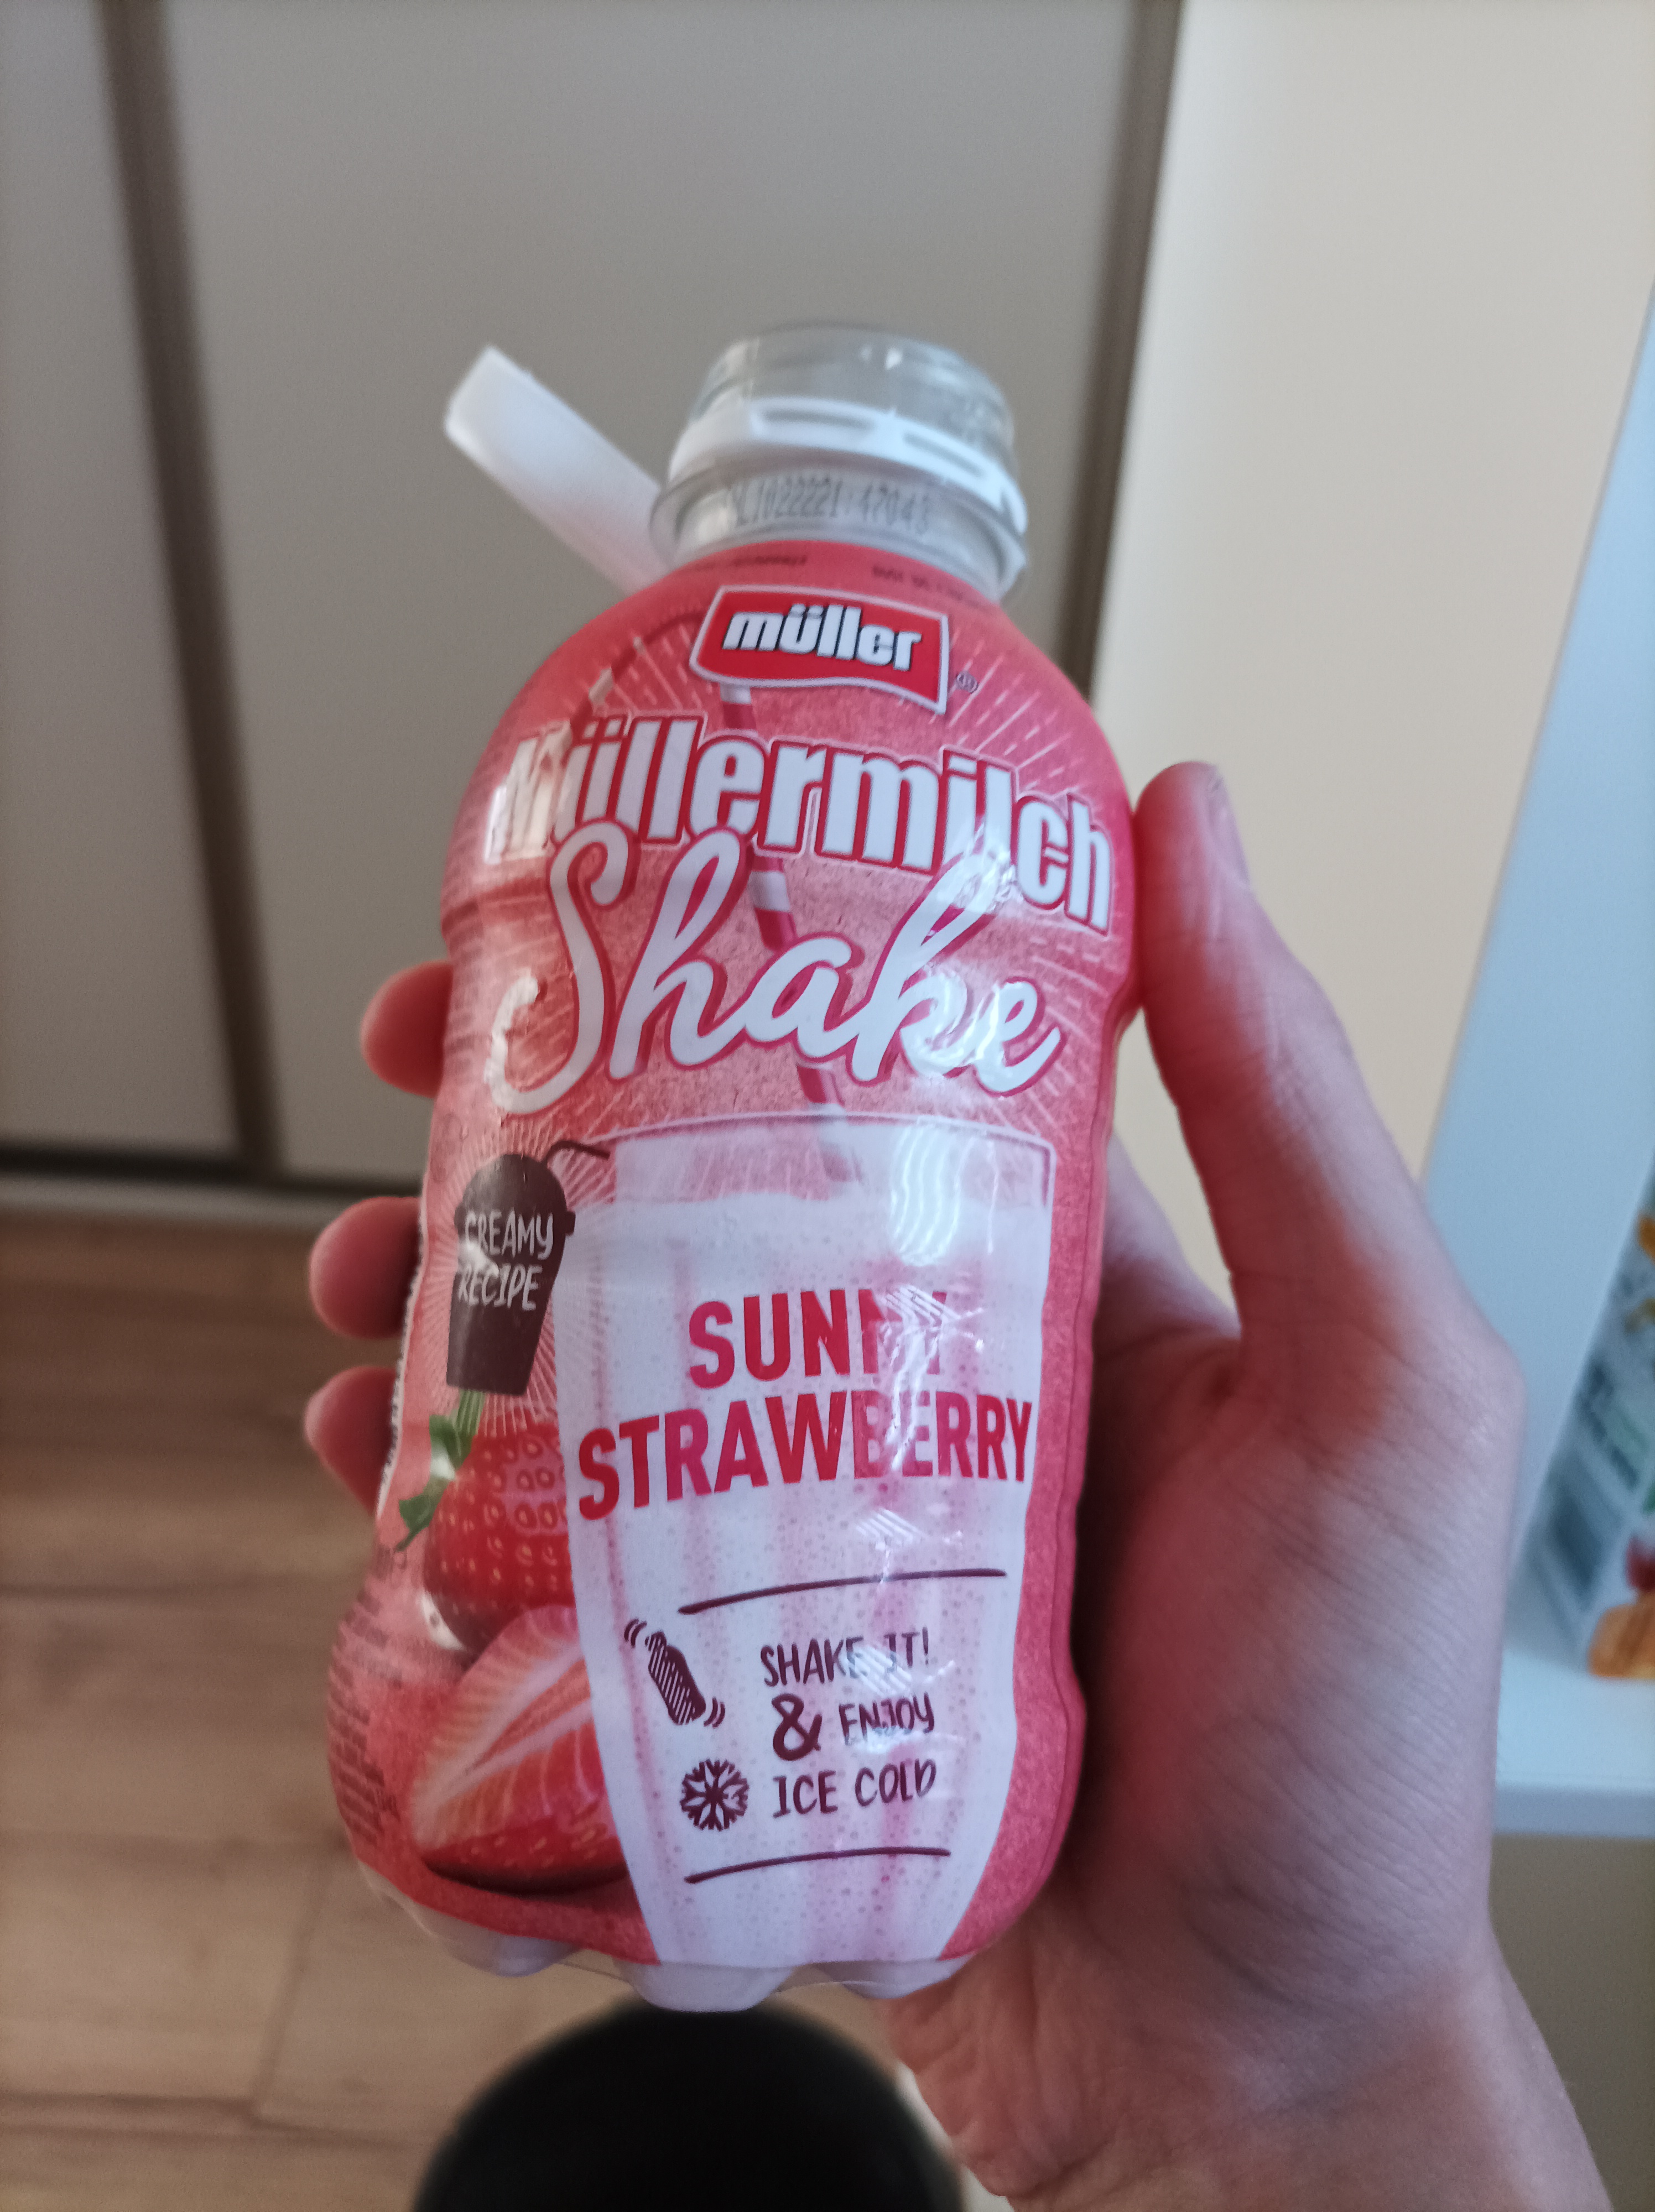 müller
®
Müllermilch
Shake
CREAMY
RECIPE
SUNNY
STRAWBERRY
SHAKE IT!
& ENJOY
ICE COLD